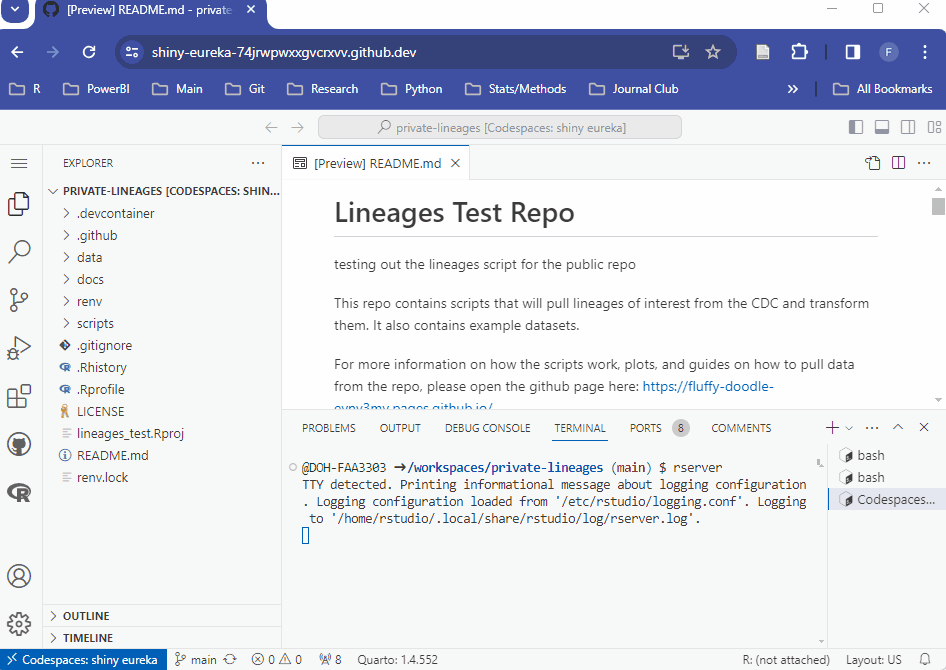 [Preview] README.md - private
shiny-eureka-74jrwpwxxgvcrxvv.github.dev
F
R PowerBI Main Git Research Python Stats/Methods Journal Club » All Bookmarks
private-lineages [Codespaces: shiny eureka]
EXPLORER
PRIVATE-LINEAGES [CODESPACES: SHIN...
.devcontainer
.github
data
docs
renv
scripts
.gitignore
.Rhistory
.Rprofile
LICENSE
lineages_test.Rproj
README.md
renv.lock
OUTLINE
TIMELINE
[Preview] README.md
Lineages Test Repo
testing out the lineages script for the public repo
This repo contains scripts that will pull lineages of interest from the CDC and transform
them. It also contains example datasets.
For more information on how the scripts work, plots, and guides on how to pull data
from the repo, please open the github page here: https://fluffy-doodle-
PROBLEMS OUTPUT DEBUG CONSOLE TERMINAL PORTS 8 COMMENTS
@DOH-FAA3303 ➜/workspaces/private-lineages (main) $ rserver
TTY detected. Printing informational message about logging configuration
. Logging configuration loaded from '/etc/rstudio/logging.conf'. Logging
to '/home/rstudio/.local/share/rstudio/log/rserver.log'.
bash
bash
Codespaces...
Codespaces: shiny eureka main 0 0 8 Quarto: 1.4.552 R: (not attached) Layout: US